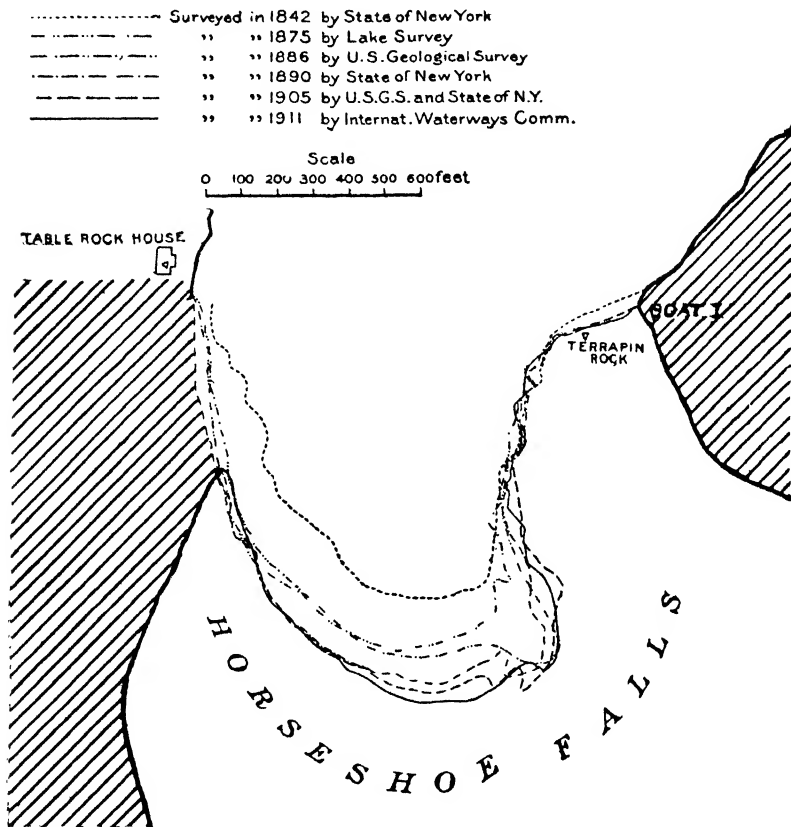 Surveyed in 1842 by State of New York
„ „ 1875 by Lake Survey
„ „ 1886 by U.S. Geological Survey
„ „ 1890 by State of New York
„ „ 1905 by U.S.G.S. and State of N.Y.
„ „ 1911 by Internat. Waterways Comm.
Scale
0 100 200 300 400 500 600 feet
TABLE ROCK HOUSE
GOAT I.
TERRAPIN
ROCK
HORSESHOE FALLS